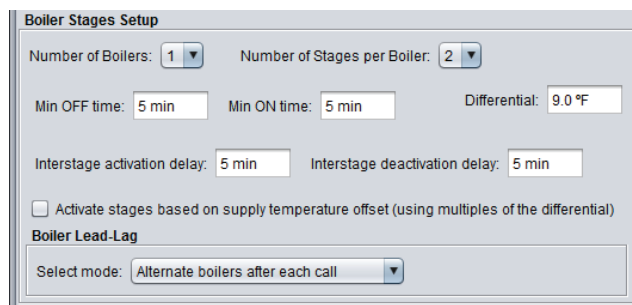 Boiler Stages Setup
Number of Boilers: 1 Number of Stages per Boiler: 2
Min OFF time: 5 min Min ON time: 5 min Differential: 9.0 ºF
Interstage activation delay: 5 min Interstage deactivation delay: 5 min
Activate stages based on supply temperature offset (using multiples of the differential)
Boiler Lead-Lag
Select mode: Alternate boilers after each call